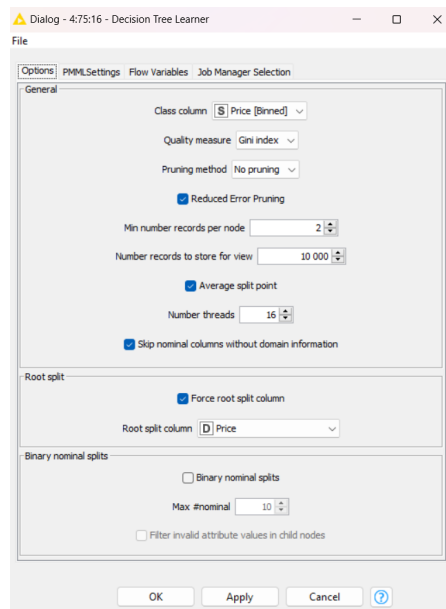 Dialog - 4:75:16 - Decision Tree Learner
File
Options PMMLSettings Flow Variables Job Manager Selection
General
Class column S Price [Binned]
Quality measure Gini index
Pruning method No pruning
Reduced Error Pruning
Min number records per node 2
Number records to store for view 10 000
Average split point
Number threads 16
Skip nominal columns without domain information
Root split
Force root split column
Root split column D Price
Binary nominal splits
Binary nominal splits
Max #nominal 10
Filter invalid attribute values in child nodes
OK Apply Cancel ?